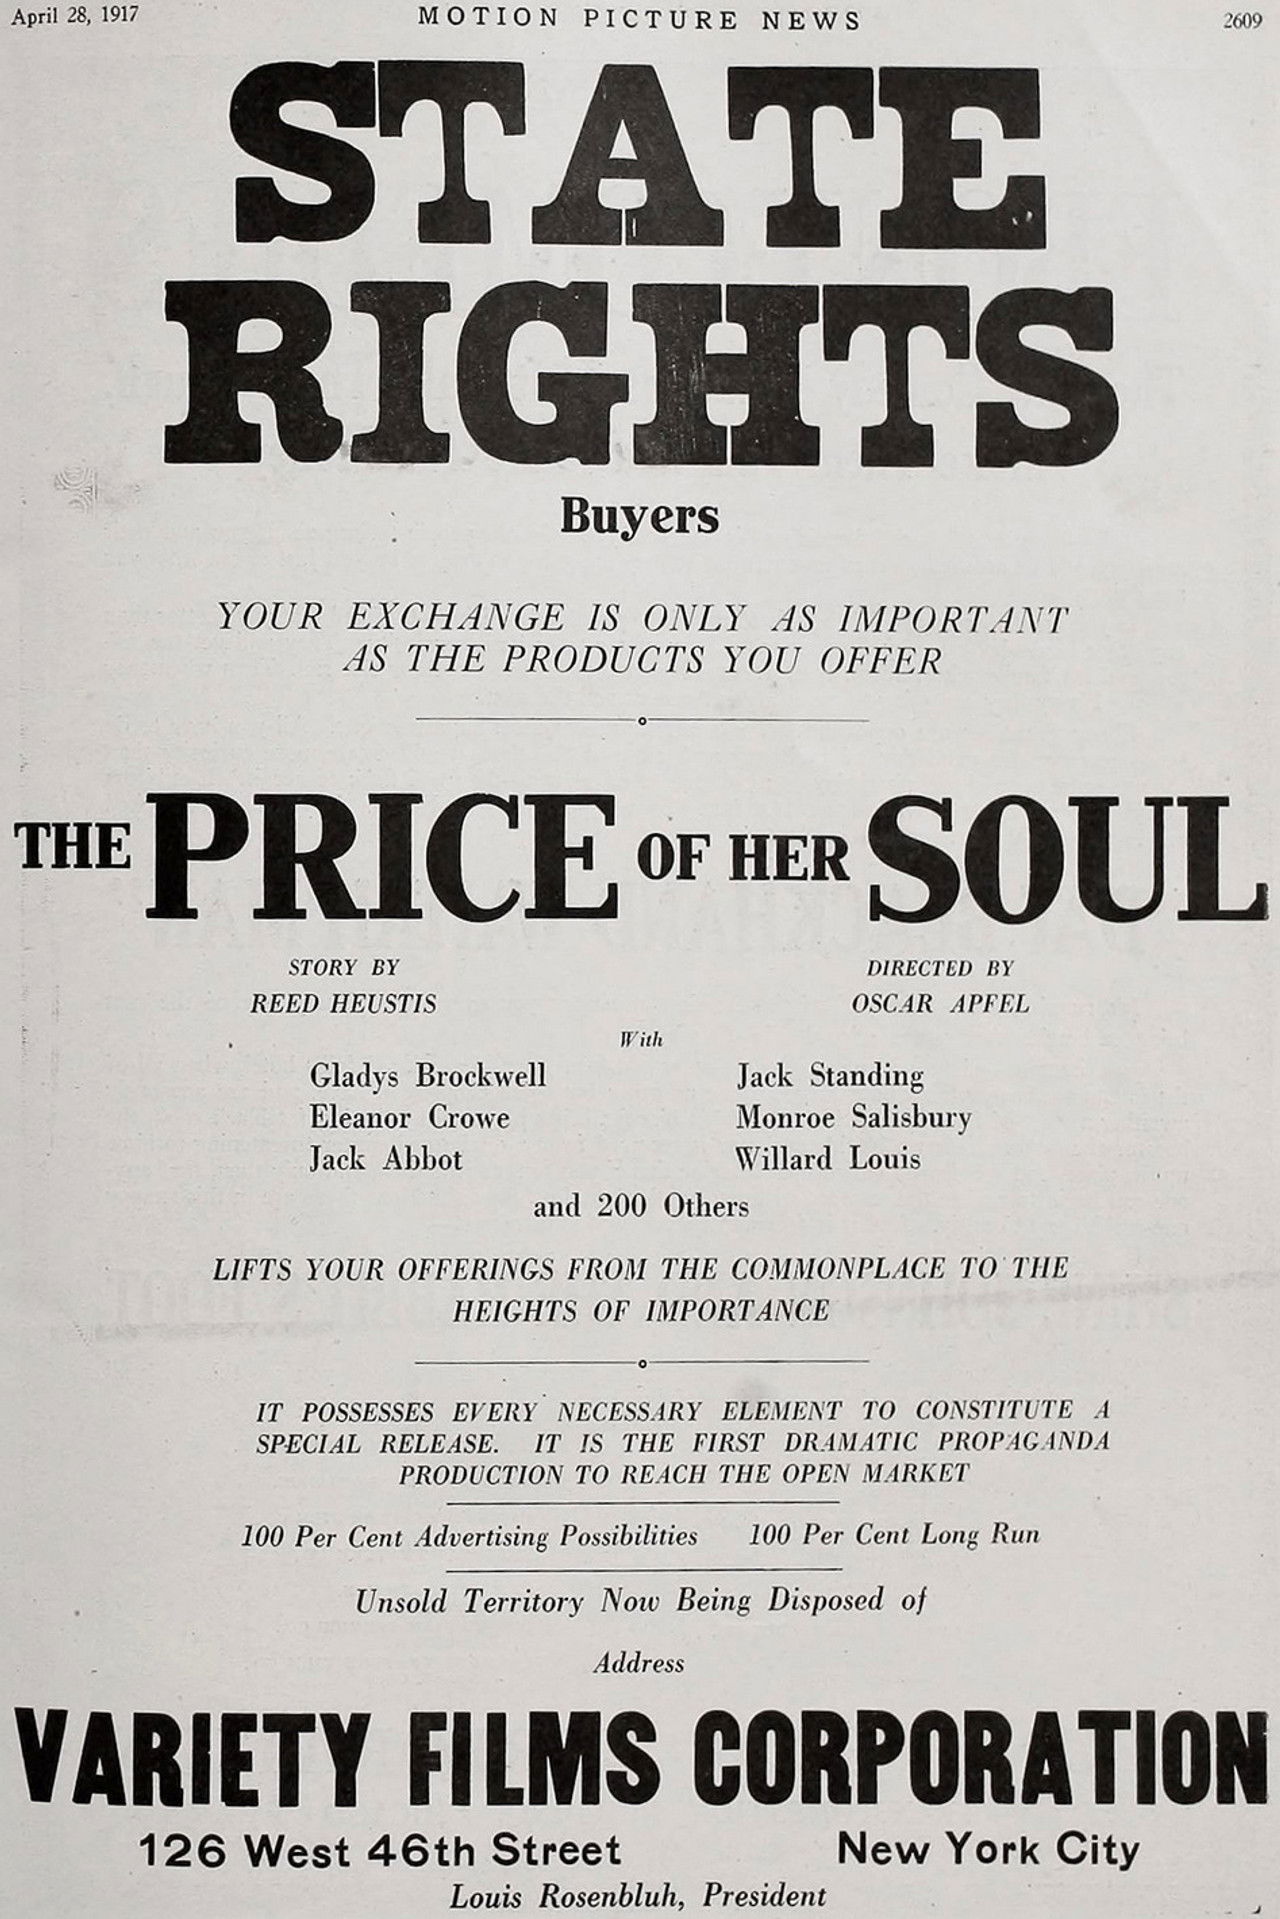 April 28, 1917 MOTION PICTURE NEWS 2609
STATE
RIGHTS
Buyers
YOUR EXCHANGE IS ONLY AS IMPORTANT
AS THE PRODUCTS YOU OFFER
THE PRICE OF HER SOUL
STORY BY DIRECTED BY
REED HEUSTIS OSCAR APFEL
With
Gladys Brockwell Jack Standing
Eleanor Crowe Monroe Salisbury
Jack Abbot Willard Louis
and 200 Others
LIFTS YOUR OFFERINGS FROM THE COMMONPLACE TO THE
HEIGHTS OF IMPORTANCE
IT POSSESSES EVERY NECESSARY ELEMENT TO CONSTITUTE A
SPECIAL RELEASE. IT IS THE FIRST DRAMATIC PROPAGANDA
PRODUCTION TO REACH THE OPEN MARKET
100 Per Cent Advertising Possibilities 100 Per Cent Long Run
Unsold Territory Now Being Disposed of
Address
VARIETY FILMS CORPORATION
126 West 46th Street New York City
Louis Rosenbluh, President